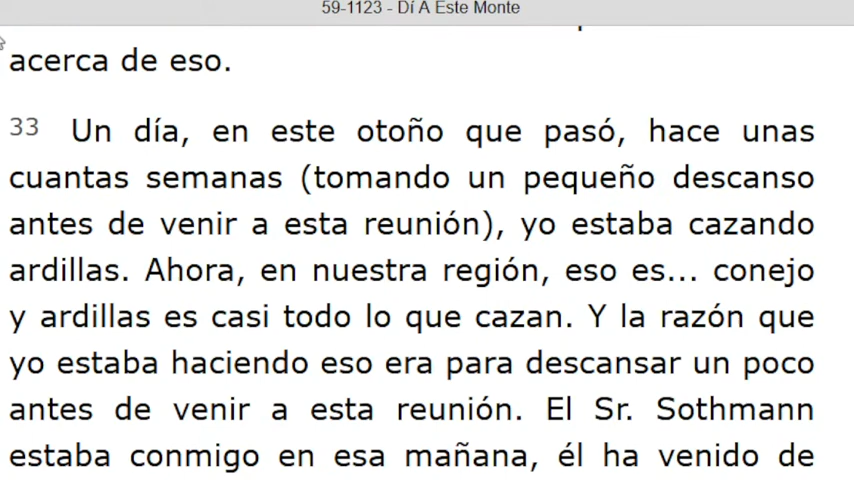 59-1123 - Dí A Este Monte
acerca de eso.
33 Un día, en este otoño que pasó, hace unas
cuantas semanas (tomando un pequeño descanso
antes de venir a esta reunión), yo estaba cazando
ardillas. Ahora, en nuestra región, eso es... conejo
y ardillas es casi todo lo que cazan. Y la razón que
yo estaba haciendo eso era para descansar un poco
antes de venir a esta reunión. El Sr. Sothmann
estaba conmigo en esa mañana, él ha venido de